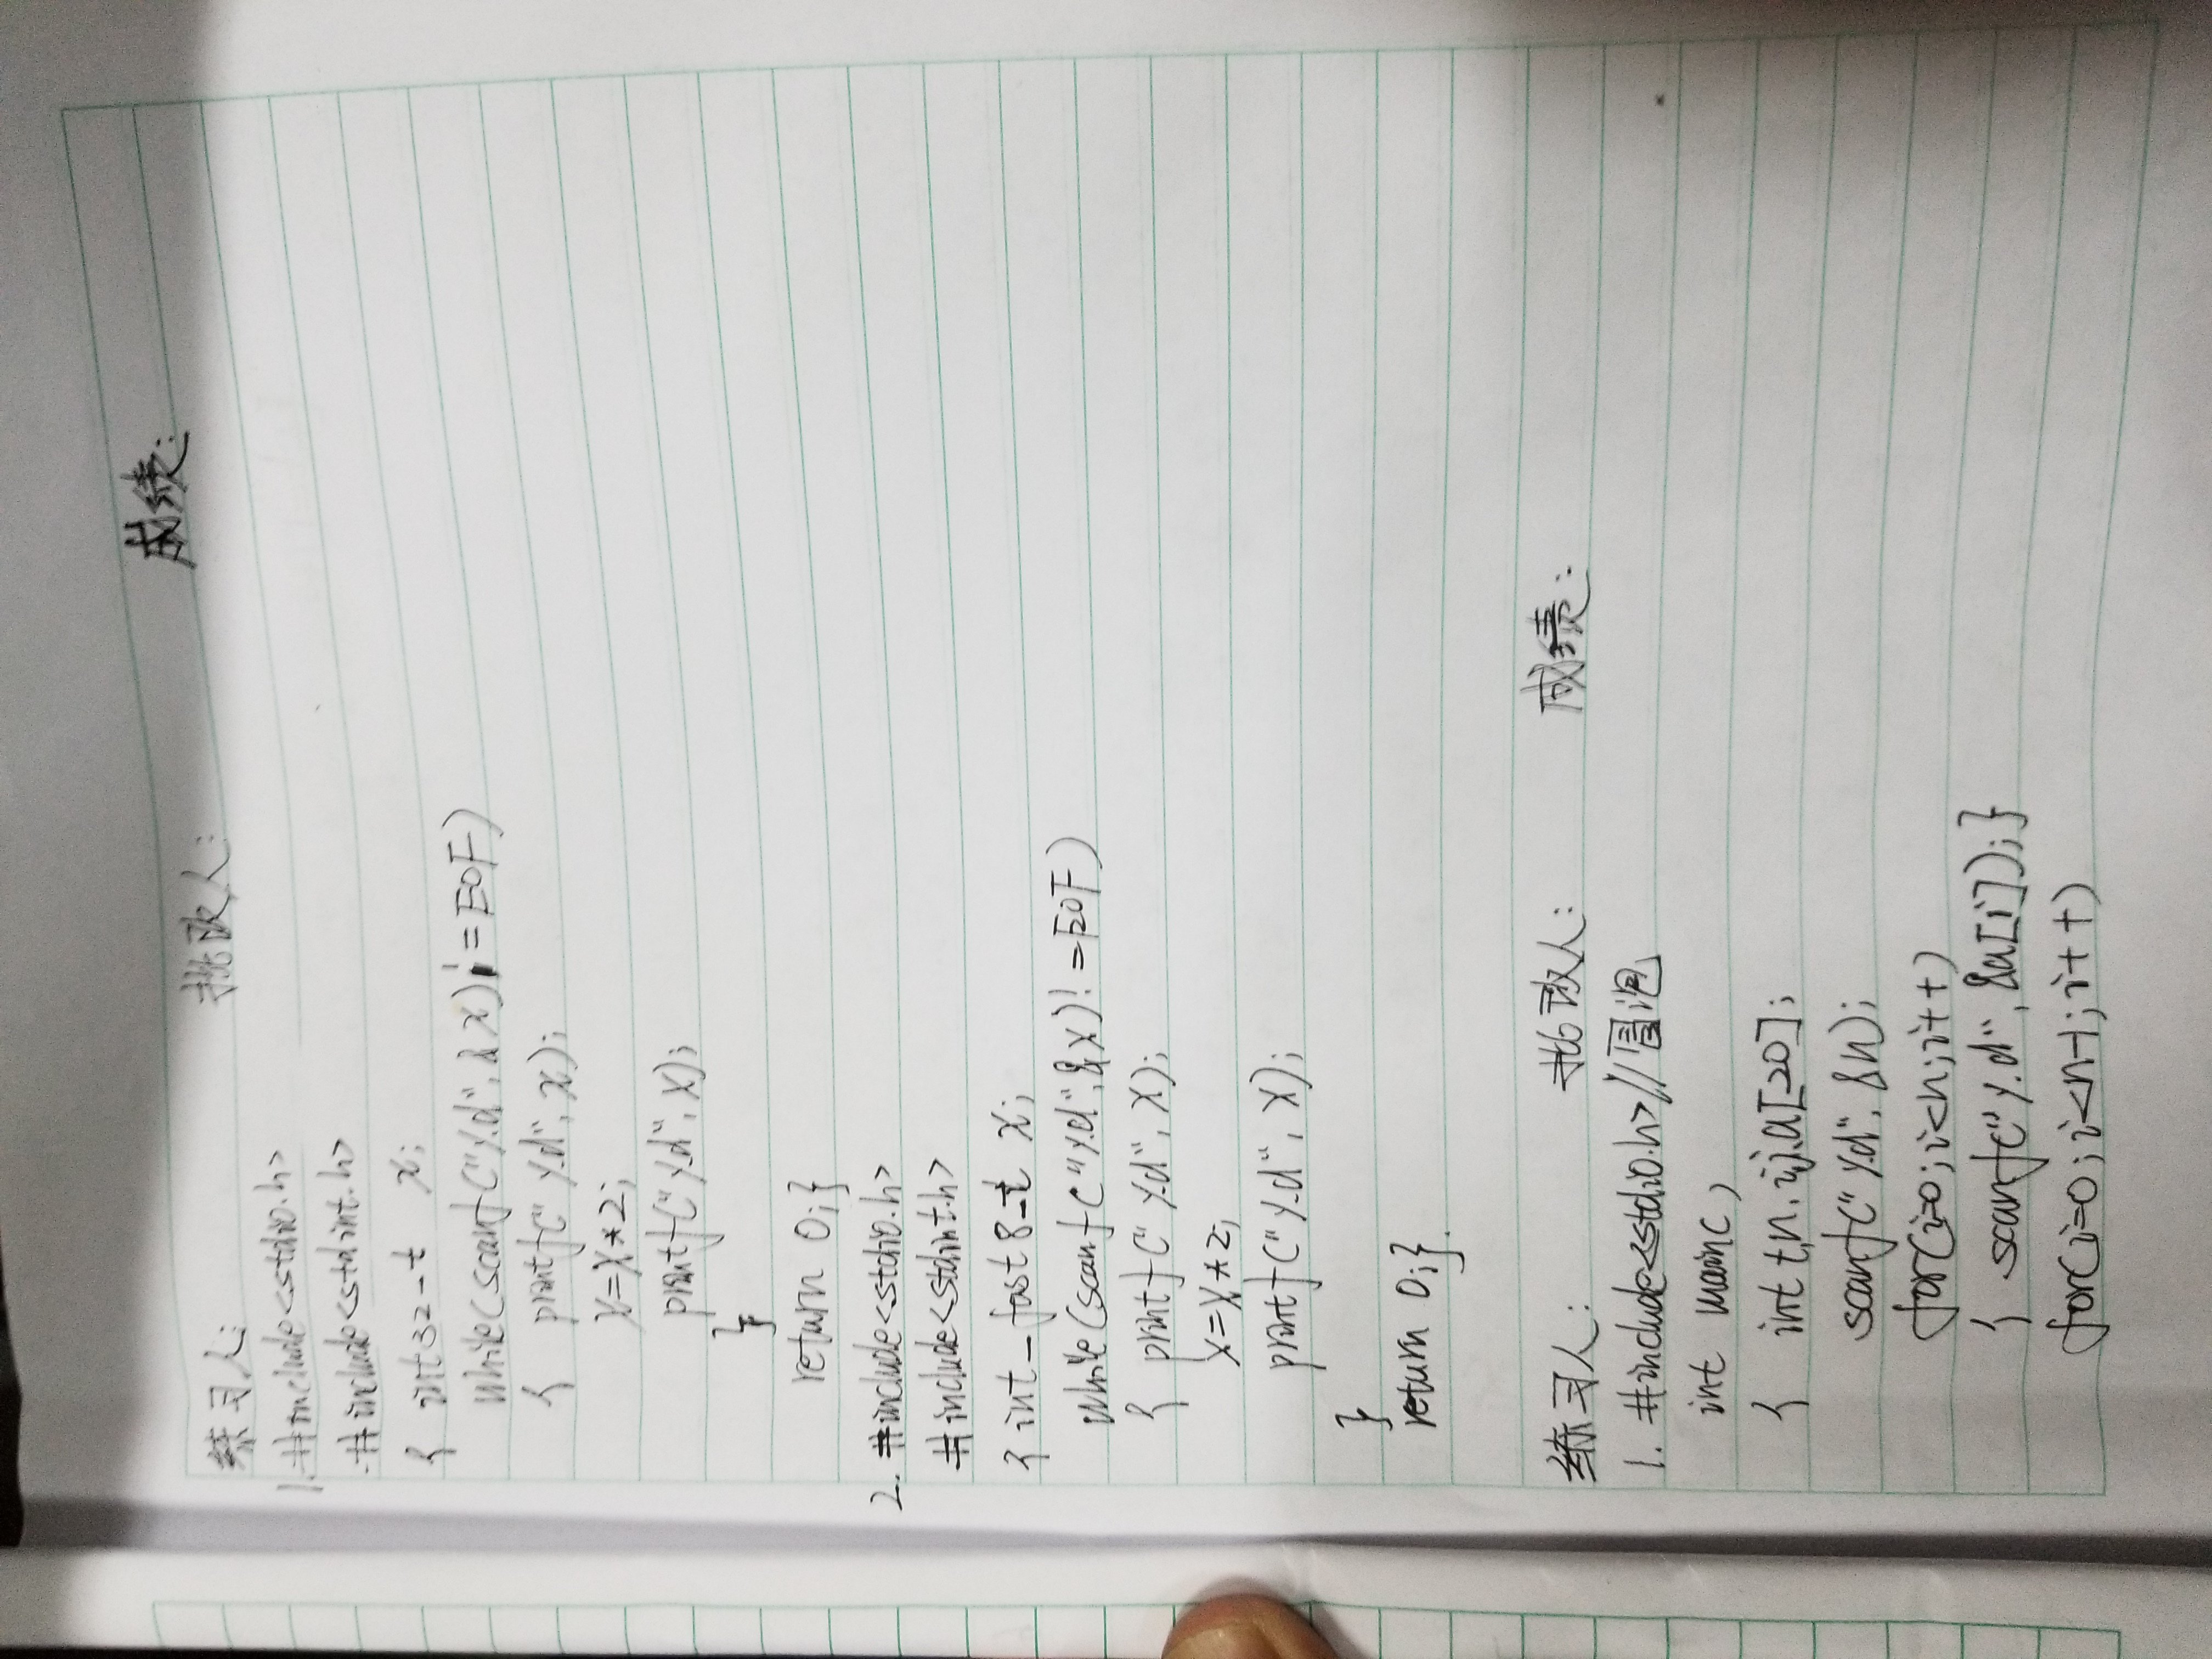 练习人: 批改人: 成绩:
1. #include<stdio.h>
#include<stdint.h>
{ int32_t x;
while(scanf("%d",&x)!=EOF)
{ printf("%d",x);
x=x*2;
printf("%d",x);
}
return 0;}
2. #include<stdio.h>
#include<stdint.h>
{ int_fast8_t x;
while(scanf("%d",&x)!=EOF)
{ printf("%d",x);
x=x*2;
printf("%d",x);
}
return 0;}
练习人: 批改人: 成绩:
1. #include<stdio.h>//冒泡
int main()
{ int t,n,i,j,a[20];
scanf("%d",&n);
for(i=0;i<n;i++)
{ scanf("%d",&a[i]);}
for(i=0;i<n-1;i++)